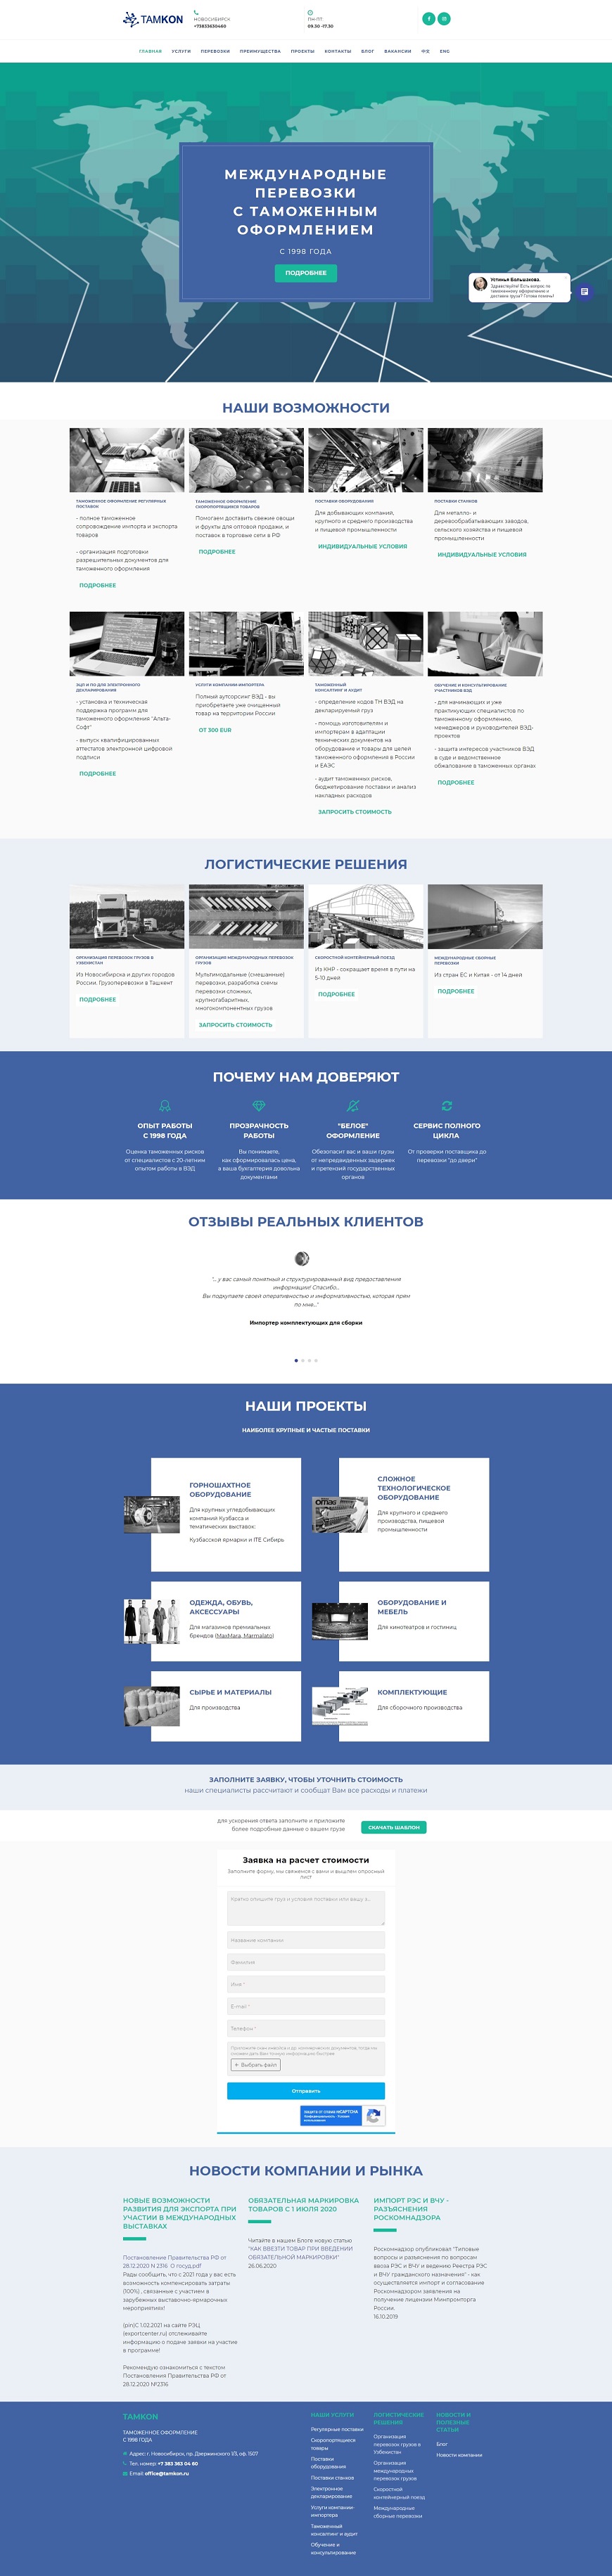 TAMKON
НОВОСИБИРСК
+73833630460
ПН-ПТ
09.30 -17.30
ГЛАВНАЯ УСЛУГИ ПЕРЕВОЗКИ ПРЕИМУЩЕСТВА ПРОЕКТЫ КОНТАКТЫ БЛОГ ВАКАНСИИ 中文 ENG
МЕЖДУНАРОДНЫЕ
ПЕРЕВОЗКИ
С ТАМОЖЕННЫМ
ОФОРМЛЕНИЕМ
С 1998 ГОДА
ПОДРОБНЕЕ
Устинья Большакова.
Здравствуйте! Есть вопрос по
таможенному оформлению и
доставке груза? Готова помочь!
НАШИ ВОЗМОЖНОСТИ
ТАМОЖЕННОЕ ОФОРМЛЕНИЕ РЕГУЛЯРНЫХ
ПОСТАВОК
- полное таможенное
сопровождение импорта и экспорта
товаров
- организация подготовки
разрешительных документов для
таможенного оформления
ПОДРОБНЕЕ
ТАМОЖЕННОЕ ОФОРМЛЕНИЕ
СКОРОПОРТЯЩИХСЯ ТОВАРОВ
Помогаем доставить свежие овощи
и фрукты для оптовой продажи, и
поставок в торговые сети в РФ
ПОДРОБНЕЕ
ПОСТАВКИ ОБОРУДОВАНИЯ
Для добывающих компаний,
крупного и среднего производства
и пищевой промышленности
ИНДИВИДУАЛЬНЫЕ УСЛОВИЯ
ПОСТАВКИ СТАНКОВ
Для металло- и
деревообрабатывающих заводов,
сельского хозяйства и пищевой
промышленности
ИНДИВИДУАЛЬНЫЕ УСЛОВИЯ
ЭЦП И ПО ДЛЯ ЭЛЕКТРОННОГО
ДЕКЛАРИРОВАНИЯ
- установка и техническая
поддержка программ для
таможенного оформления "Альта-
Софт"
- выпуск квалифицированных
аттестатов электронной цифровой
подписи
ПОДРОБНЕЕ
УСЛУГИ КОМПАНИИ-ИМПОРТЕРА
Полный аутсорсинг ВЭД - вы
приобретаете уже очищенный
товар на территории России
ОТ 300 EUR
ТАМОЖЕННЫЙ
КОНСАЛТИНГ И АУДИТ
- определение кодов ТН ВЭД на
декларируемый груз
- помощь изготовителям и
импортерам в адаптации
технических документов на
оборудование и товары для целей
таможенного оформления в России
и ЕАЭС
- аудит таможенных рисков,
бюджетирование поставки и анализ
накладных расходов
ЗАПРОСИТЬ СТОИМОСТЬ
ОБУЧЕНИЕ И КОНСУЛЬТИРОВАНИЕ
УЧАСТНИКОВ ВЭД
- для начинающих и уже
практикующих специалистов по
таможенному оформлению,
менеджеров и руководителей ВЭД-
проектов
- защита интересов участников ВЭД
в суде и ведомственное
обжалование в таможенных органах
ПОДРОБНЕЕ
ЛОГИСТИЧЕСКИЕ РЕШЕНИЯ
ОРГАНИЗАЦИЯ ПЕРЕВОЗОК ГРУЗОВ В
УЗБЕКИСТАН
Из Новосибирска и других городов
России. Грузоперевозки в Ташкент
ПОДРОБНЕЕ
ОРГАНИЗАЦИЯ МЕЖДУНАРОДНЫХ ПЕРЕВОЗОК
ГРУЗОВ
Мультимодальные (смешанные)
перевозки, разработка схемы
перевозки сложных,
крупногабаритных,
многокомпонентных грузов
ЗАПРОСИТЬ СТОИМОСТЬ
СКОРОСТНОЙ КОНТЕЙНЕРНЫЙ ПОЕЗД
Из КНР - сокращает время в пути на
5-10 дней
ПОДРОБНЕЕ
МЕЖДУНАРОДНЫЕ СБОРНЫЕ
ПЕРЕВОЗКИ
Из стран ЕС и Китая - от 14 дней
ПОДРОБНЕЕ
ПОЧЕМУ НАМ ДОВЕРЯЮТ
ОПЫТ РАБОТЫ
С 1998 ГОДА
Оценка таможенных рисков
от специалистов с 20-летним
опытом работы в ВЭД
ПРОЗРАЧНОСТЬ
РАБОТЫ
Вы понимаете,
как сформировалась цена,
а ваша бухгалтерия довольна
документами
"БЕЛОЕ"
ОФОРМЛЕНИЕ
Обезопасит вас и ваши грузы
от непредвиденных задержек
и претензий государственных
органов
СЕРВИС ПОЛНОГО
ЦИКЛА
От проверки поставщика до
перевозки "до двери"
ОТЗЫВЫ РЕАЛЬНЫХ КЛИЕНТОВ
"... у вас самый понятный и структурированный вид предоставления
информации! Спасибо...
Вы подкупаете своей оперативностью и информативностью, которая прям
по мне..."
Импортер комплектующих для сборки
НАШИ ПРОЕКТЫ
НАИБОЛЕЕ КРУПНЫЕ И ЧАСТЫЕ ПОСТАВКИ
ГОРНОШАХТНОЕ
ОБОРУДОВАНИЕ
Для крупных угледобывающих
компаний Кузбасса и
тематических выставок:
Кузбасской ярмарки и ITE Сибирь
СЛОЖНОЕ
ТЕХНОЛОГИЧЕСКОЕ
ОБОРУДОВАНИЕ
Для крупного и среднего
производства, пищевой
промышленности
omas
ОДЕЖДА, ОБУВЬ,
АКСЕССУАРЫ
Для магазинов премиальных
брендов (MaxMara, Marmalato)
ОБОРУДОВАНИЕ И
МЕБЕЛЬ
Для кинотеатров и гостиниц
СЫРЬЕ И МАТЕРИАЛЫ
Для производства
КОМПЛЕКТУЮЩИЕ
Для сборочного производства
ЗАПОЛНИТЕ ЗАЯВКУ, ЧТОБЫ УТОЧНИТЬ СТОИМОСТЬ
наши специалисты рассчитают и сообщат Вам все расходы и платежи
для ускорения ответа заполните и приложите
более подробные данные о вашем грузе
СКАЧАТЬ ШАБЛОН
Заявка на расчет стоимости
Заполните форму, мы свяжемся с вами и вышлем опросный
лист
Кратко опишите груз и условия поставки или вашу з...
Название компании
Фамилия
Имя *
E-mail *
Телефон *
Приложите скан инвойса и др. коммерческих документов, тогда мы
сможем дать Вам точную информацию быстрее
Выбрать файл
Отправить
защита от спама reCAPTCHA
Конфиденциальность - Условия
использования
НОВОСТИ КОМПАНИИ И РЫНКА
НОВЫЕ ВОЗМОЖНОСТИ
РАЗВИТИЯ ДЛЯ ЭКСПОРТА ПРИ
УЧАСТИИ В МЕЖДУНАРОДНЫХ
ВЫСТАВКАХ
Постановление Правительства РФ от
28.12.2020 N 2316 О госуд.pdf
Рады сообщить, что с 2021 года у вас есть
возможность компенсировать затраты
(100%) , связанные с участием в
зарубежных выставочно-ярмарочных
мероприятиях!
(pin)С 1.02.2021 на сайте РЭЦ
(exportcenter.ru) отслеживайте
информацию о подаче заявки на участие
в программе!
Рекомендую ознакомиться с текстом
Постановления Правительства РФ от
28.12.2020 №2316
ОБЯЗАТЕЛЬНАЯ МАРКИРОВКА
ТОВАРОВ С 1 ИЮЛЯ 2020
Читайте в нашем Блоге новую статью
"КАК ВВЕЗТИ ТОВАР ПРИ ВВЕДЕНИИ
ОБЯЗАТЕЛЬНОЙ МАРКИРОВКИ"
26.06.2020
ИМПОРТ РЭС И ВЧУ -
РАЗЪЯСНЕНИЯ
РОСКОМНАДЗОРА
Роскомнадзор опубликовал "Типовые
вопросы и разъяснения по вопросам
ввоза РЭС и ВЧУ и ведению Реестра РЭС
и ВЧУ гражданского назначения" - как
осуществляется импорт и согласование
Роскомнадзором заявления на
получение лицензии Минпромторга
России.
16.10.2019
TAMKON
ТАМОЖЕННОЕ ОФОРМЛЕНИЕ
С 1998 ГОДА
Адрес: г. Новосибирск, пр. Дзержинского 1/3, оф. 1507
Тел. номер: +7 383 363 04 60
Email: office@tamkon.ru
НАШИ УСЛУГИ
Регулярные поставки
Скоропортящиеся
товары
Поставки
оборудования
Поставки станков
Электронное
декларирование
Услуги компании-
импортера
Таможенный
консалтинг и аудит
Обучение и
консультирование
ЛОГИСТИЧЕСКИЕ
РЕШЕНИЯ
Организация
перевозок грузов в
Узбекистан
Организация
международных
перевозок грузов
Скоростной
контейнерный поезд
Международные
сборные перевозки
НОВОСТИ И
ПОЛЕЗНЫЕ
СТАТЬИ
Блог
Новости компании